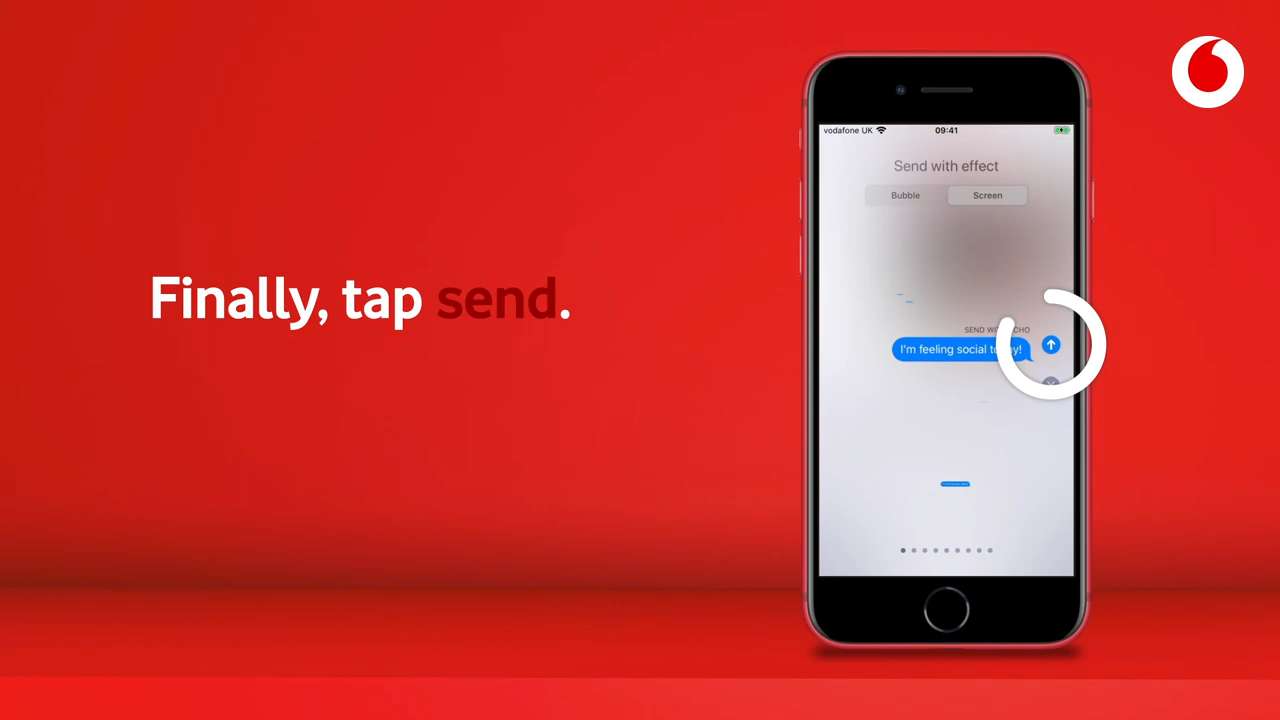 Finally, tap send.
vodafone UK
09:41
Send with effect
Bubble
Screen
I'm feeling social